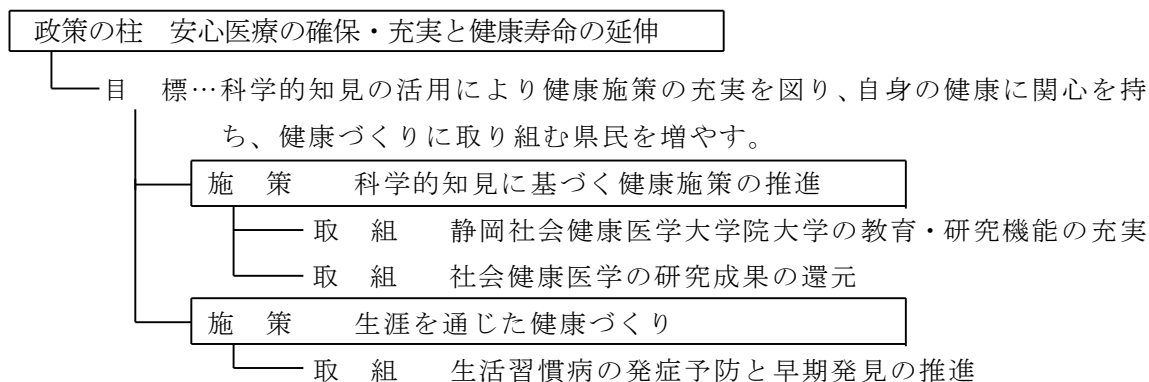 政策の柱　安心医療の確保・充実と健康寿命の延伸
目　標…科学的知見の活用により健康施策の充実を図り、自身の健康に関心を持
ち、健康づくりに取り組む県民を増やす。
施　策　　科学的知見に基づく健康施策の推進
取　組　　静岡社会健康医学大学院大学の教育・研究機能の充実
取　組　　社会健康医学の研究成果の還元
施　策　　生涯を通じた健康づくり
取　組　　生活習慣病の発症予防と早期発見の推進